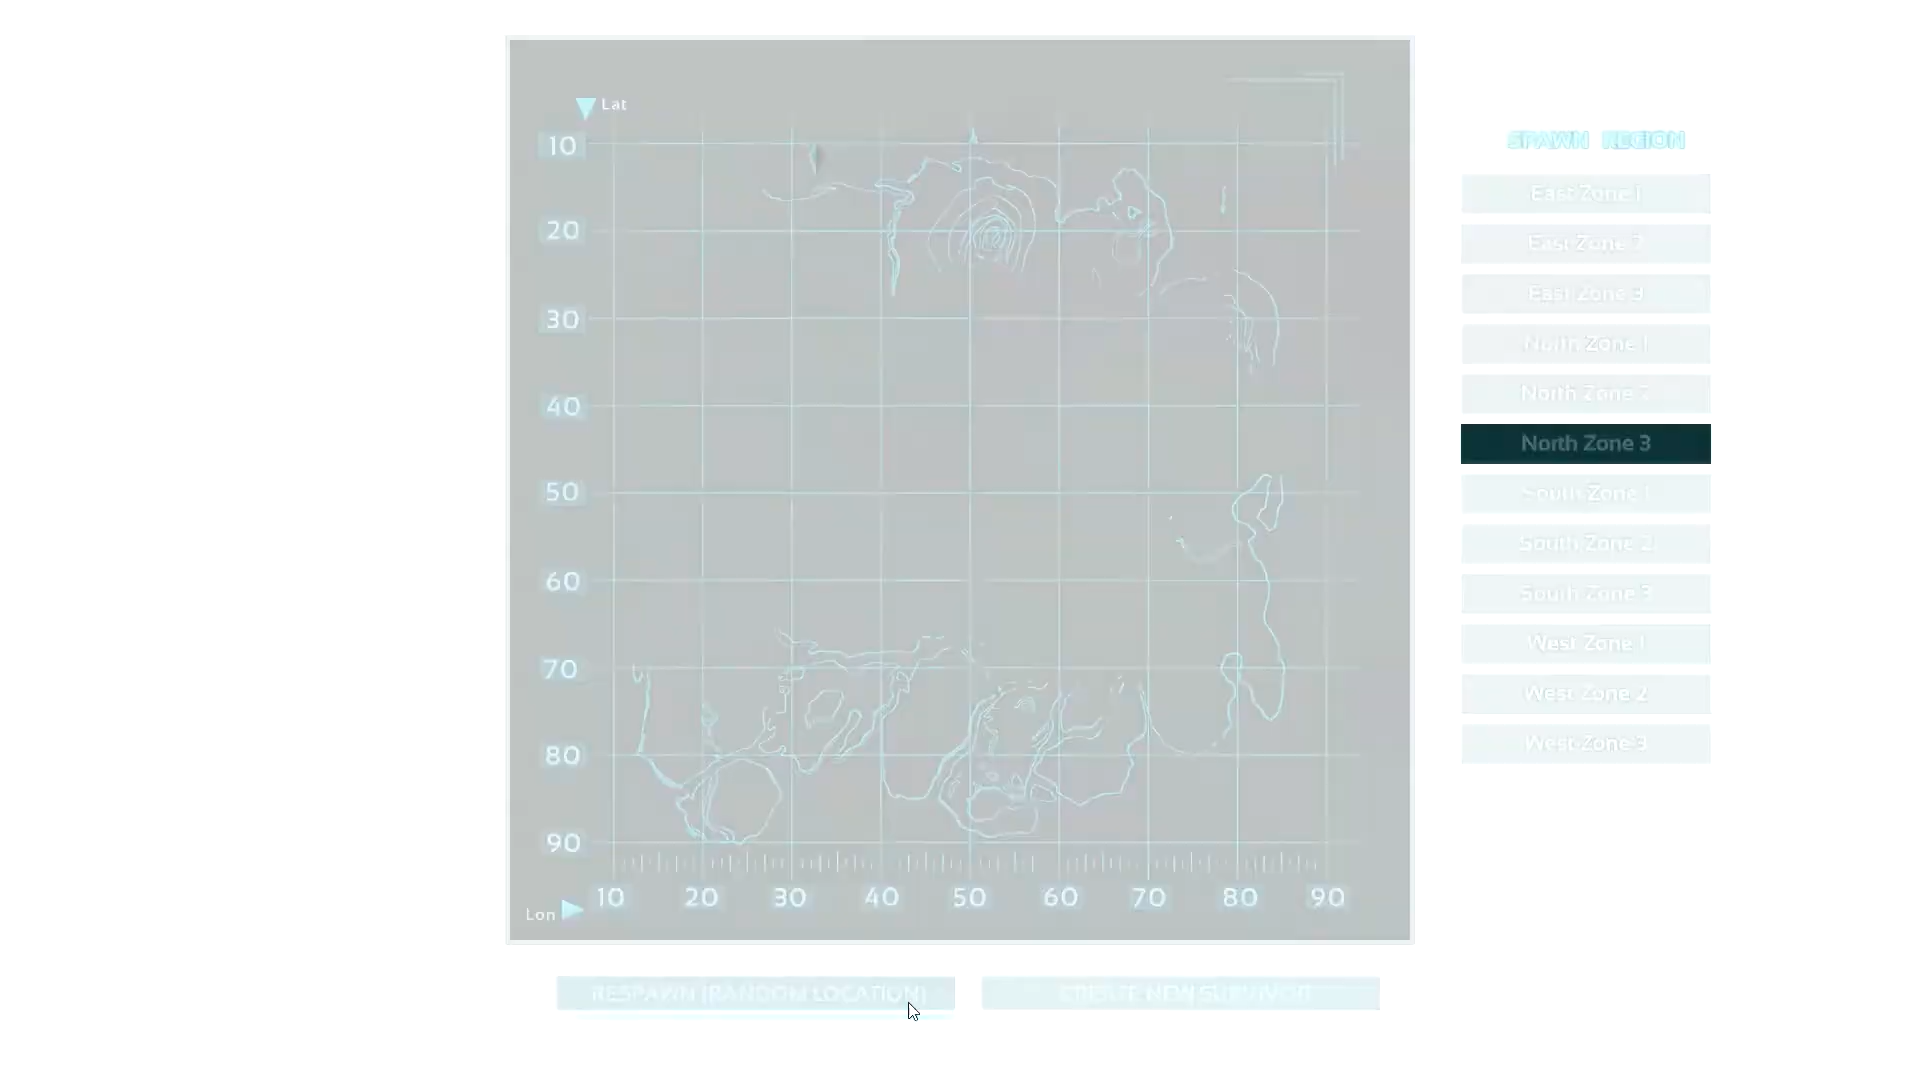 Lat
10
20
30
40
50
60
70
80
90
10 20 30 40 50 60 70 80 90
Lon
SPAWN REGION
East Zone 1
East Zone 2
East Zone 3
North Zone 1
North Zone 2
North Zone 3
South Zone 1
South Zone 2
South Zone 3
West Zone 1
West Zone 2
West Zone 3
RESPAWN (RANDOM LOCATION)
CREATE NEW SURVIVOR